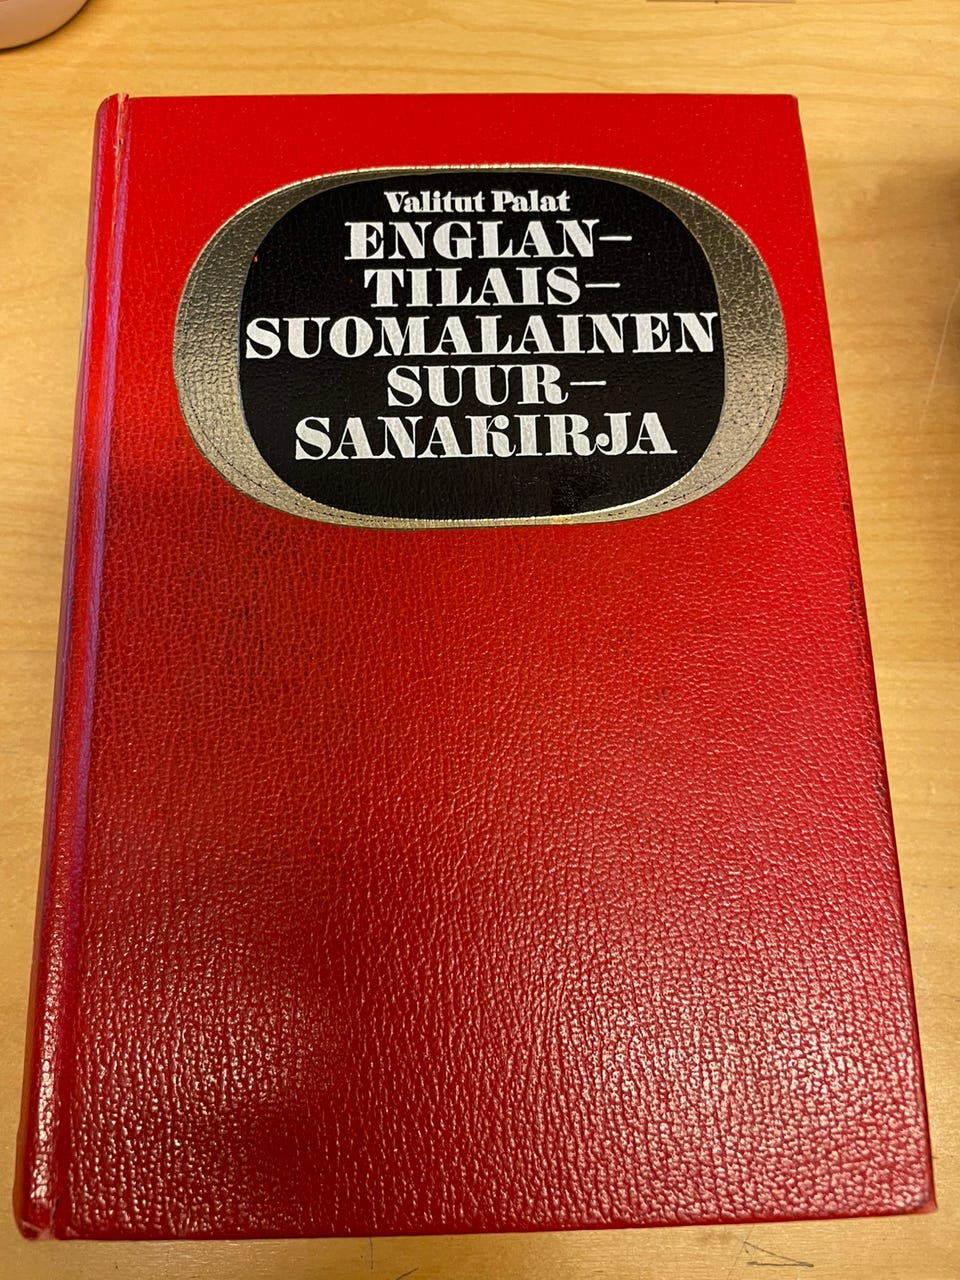 Valitut Palat
ENGLAN–
TILAIS–
SUOMALAINEN
SUUR–
SANAKIRJA